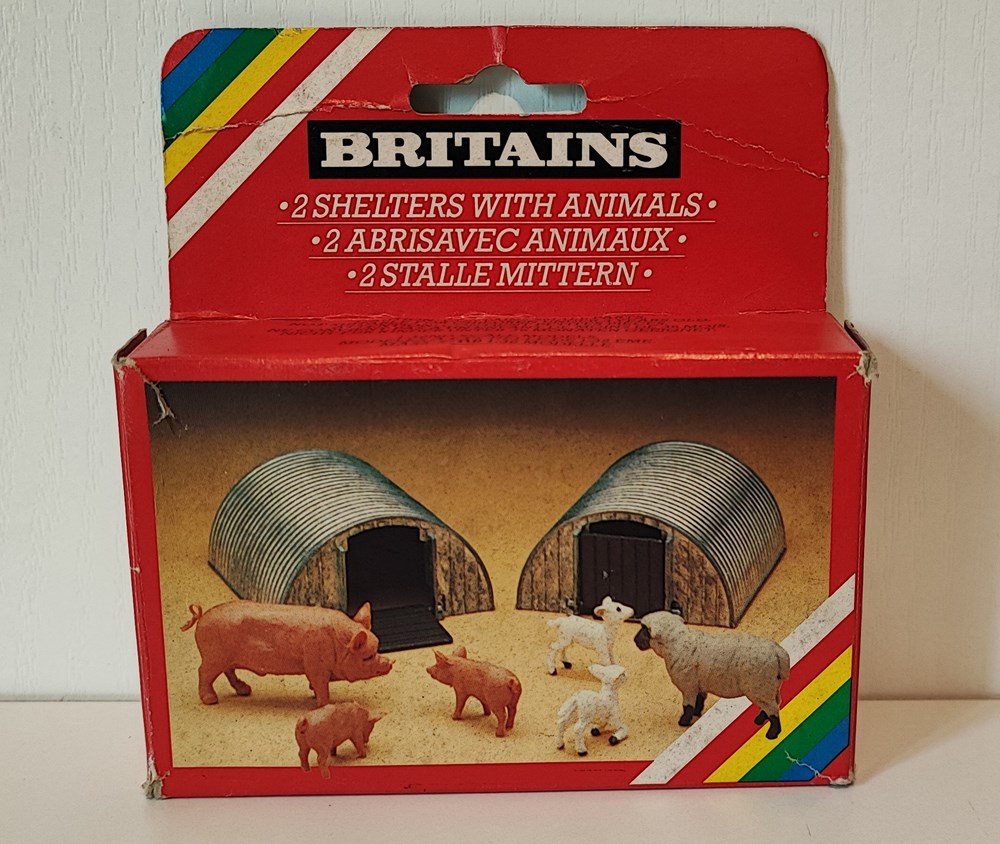 BRITAINS
•2 SHELTERS WITH ANIMALS•
•2 ABRISAVEC ANIMAUX•
•2 STALLE MITTERN•